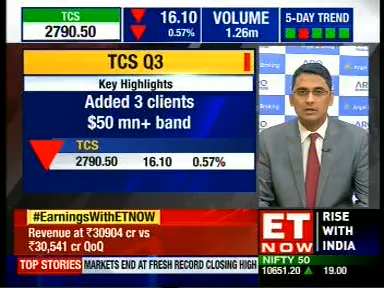 TCS
2790.50
16.10
0.57%
VOLUME
1.26m
5-DAY TREND
TCS Q3
Key Highlights
Added 3 clients
$50 mn+ band
TCS
2790.50 16.10 0.57%
#EarningsWithETNOW
Revenue at ₹30904 cr vs
₹30,541 cr QoQ
ET
NOW
RISE
WITH
INDIA
TOP STORIES MARKETS END AT FRESH RECORD CLOSING HIGH
NIFTY 50
10651.20 19.00